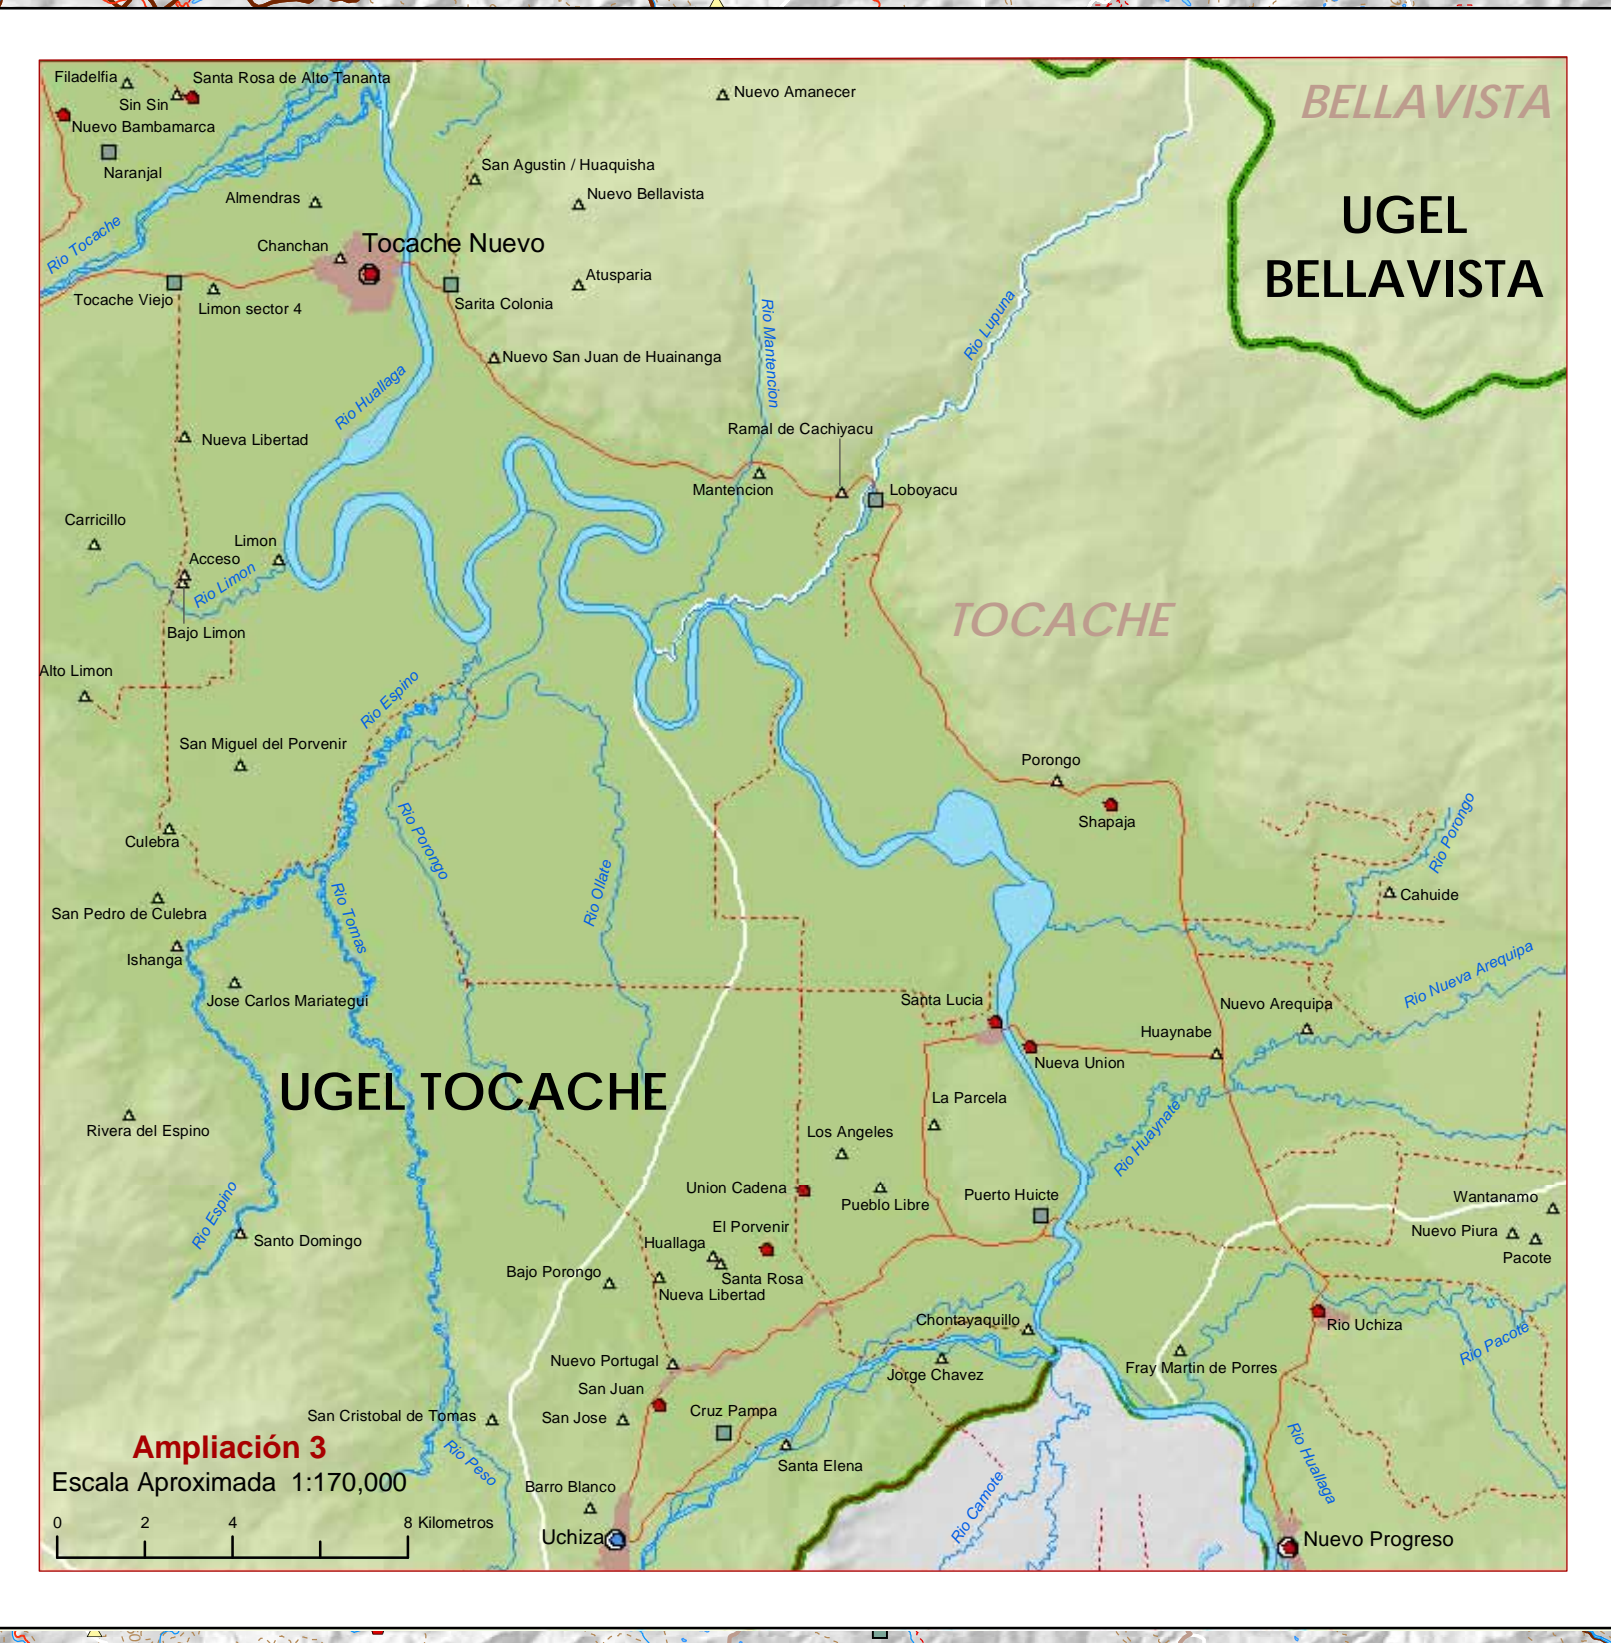 Filadelfia
Santa Rosa de Alto Tananta
Sin Sin
Nuevo Bambamarca
Naranjal
Nuevo Amanecer
BELLAVISTA
San Agustin / Huaquisha
Nuevo Bellavista
Almendras
UGEL
BELLAVISTA
Rio Tocache
Chanchan
Tocache Nuevo
Atusparia
Tocache Viejo
Limon sector 4
Sarita Colonia
Rio Mantencion
Rio Lupuna
Nuevo San Juan de Huainanga
Rio Huallaga
Nueva Libertad
Ramal de Cachiyacu
Mantencion
Loboyacu
Carricillo
Limon
Acceso
Rio Limon
Bajo Limon
TOCACHE
Alto Limon
Rio Espino
San Miguel del Porvenir
Porongo
Shapaja
Culebra
Rio Porongo
Rio Porongo
Rio Ollate
Rio Tomas
Cahuide
San Pedro de Culebra
Ishanga
Jose Carlos Mariategui
Rio Nueva Arequipa
Santa Lucia
Nuevo Arequipa
Huaynabe
Nueva Union
UGEL TOCACHE
La Parcela
Rivera del Espino
Los Angeles
Rio Huaynate
Union Cadena
Pueblo Libre
Puerto Huicte
Wantanamo
Rio Espino
Santo Domingo
El Porvenir
Huallaga
Nuevo Piura
Pacote
Bajo Porongo
Santa Rosa
Nueva Libertad
Chontayaquillo
Rio Uchiza
Rio Pacote
Nuevo Portugal
Jorge Chavez
Fray Martin de Porres
San Juan
San Cristobal de Tomas
San Jose
Cruz Pampa
Ampliación 3
Rio Peso
Santa Elena
Rio Huallaga
Escala Aproximada 1:170,000
Barro Blanco
Rio Camote
0 2 4 8 Kilometros
Uchiza
Nuevo Progreso